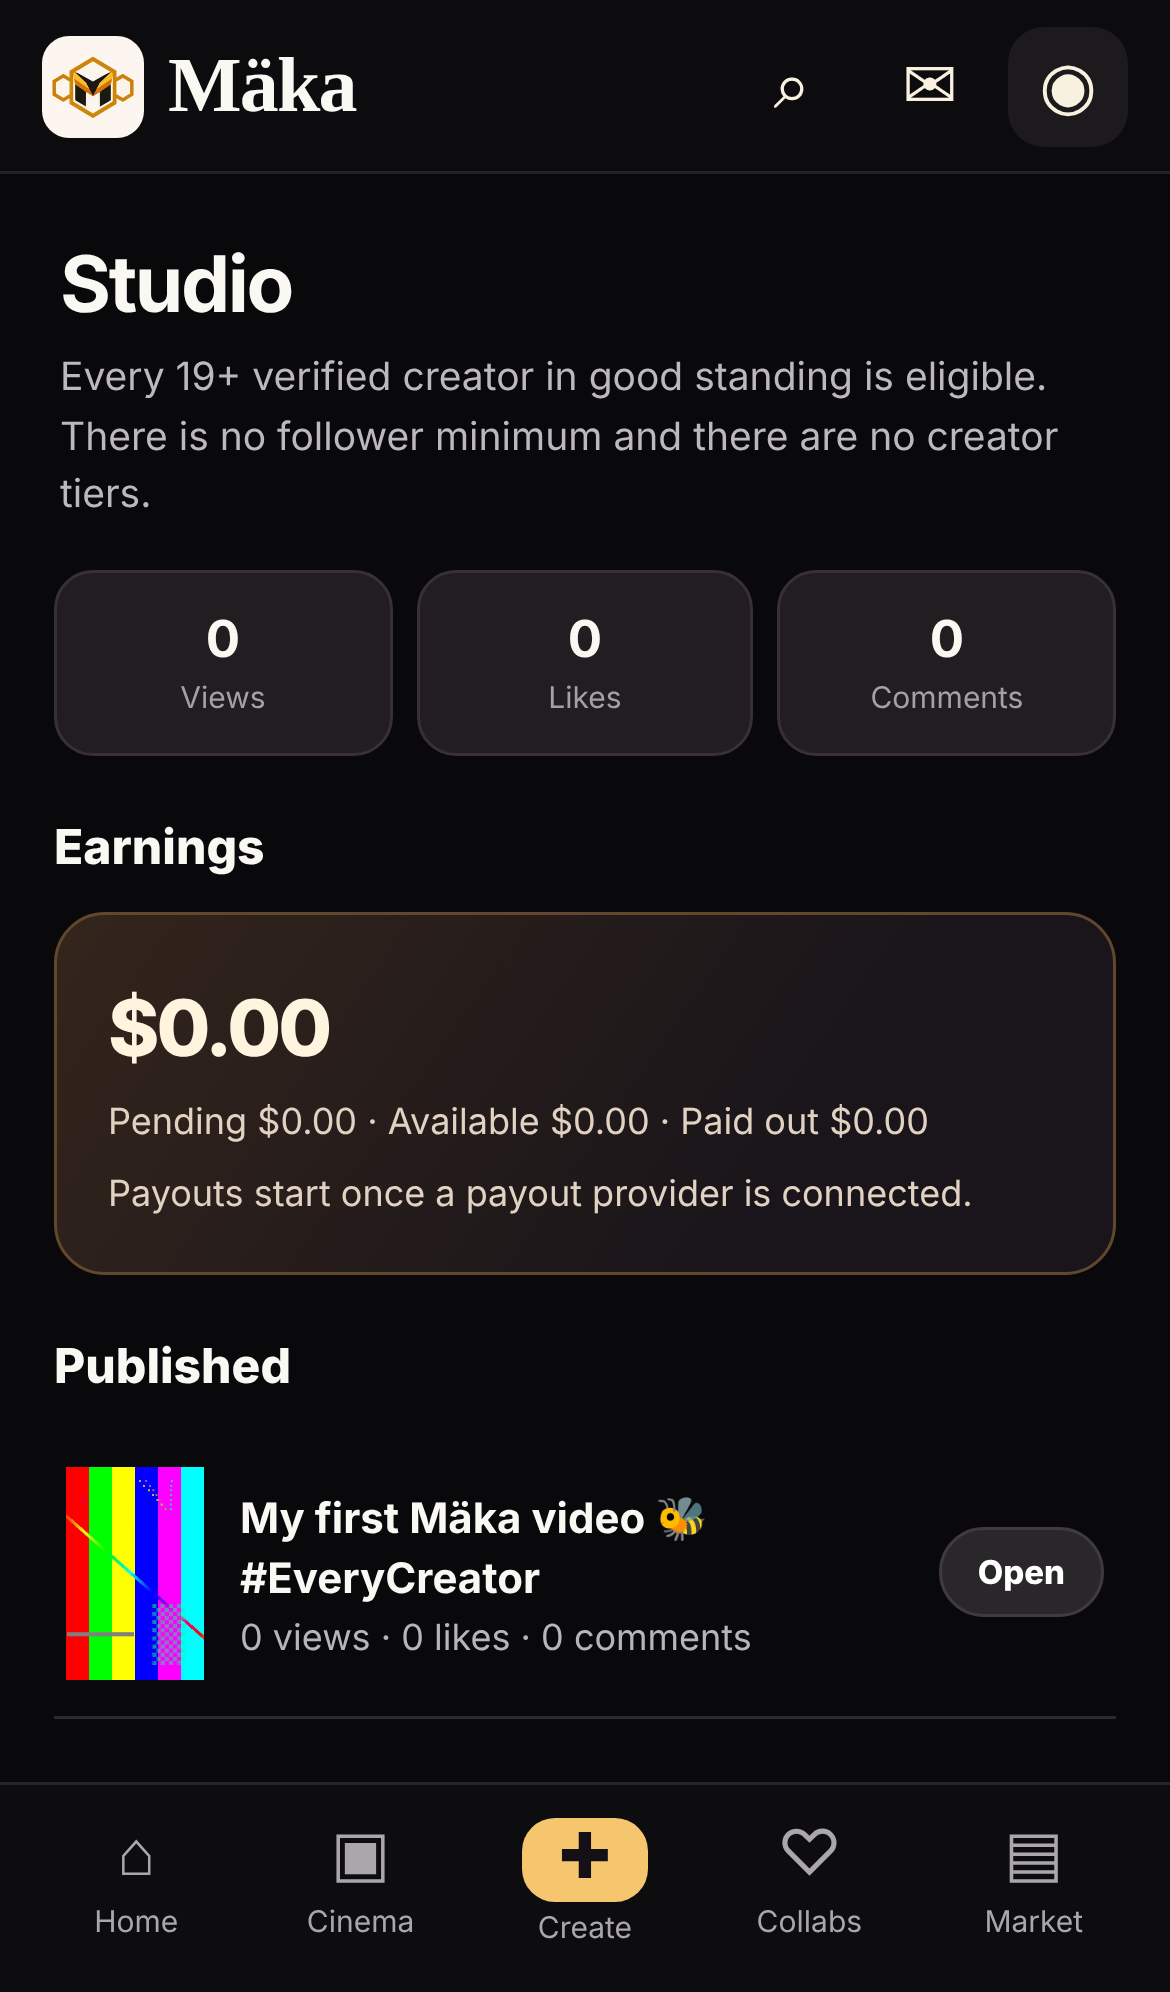 Mäka
Studio
Every 19+ verified creator in good standing is eligible.
There is no follower minimum and there are no creator
tiers.
0
Views
0
Likes
0
Comments
Earnings
$0.00
Pending $0.00 · Available $0.00 · Paid out $0.00
Payouts start once a payout provider is connected.
Published
My first Mäka video 🐝
#EveryCreator
0 views · 0 likes · 0 comments
Open
Home
Cinema
Create
Collabs
Market